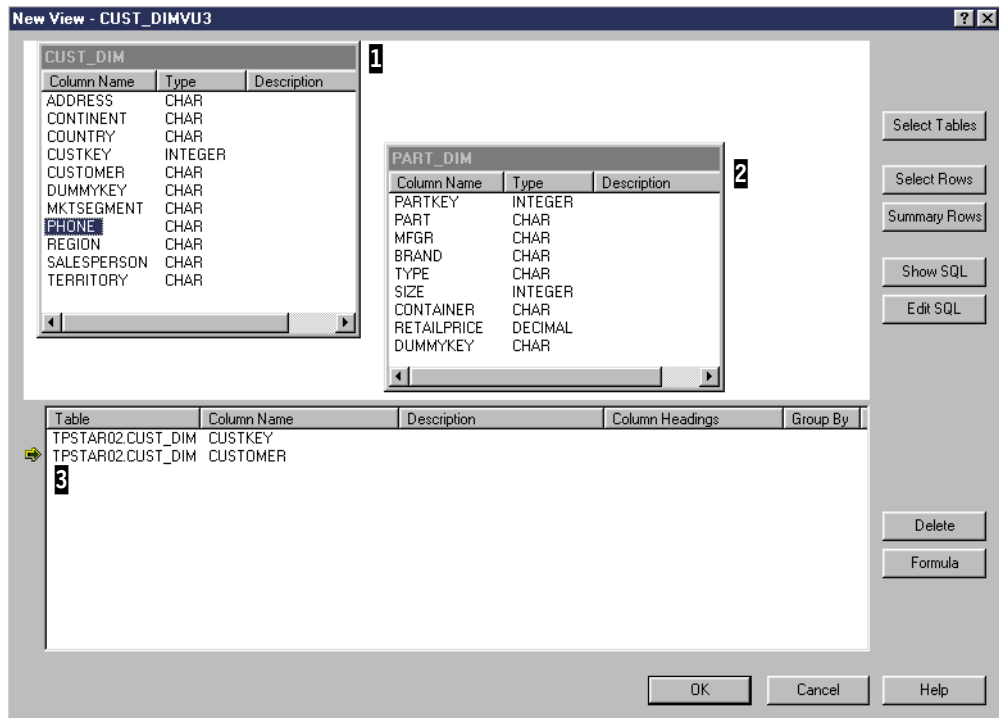 New View - CUST_DIMVU3
CUST_DIM
1
Column Name Type Description
ADDRESS CHAR
CONTINENT CHAR
COUNTRY CHAR
CUSTKEY INTEGER
CUSTOMER CHAR
DUMMYKEY CHAR
MKTSEGMENT CHAR
PHONE CHAR
REGION CHAR
SALESPERSON CHAR
TERRITORY CHAR
PART_DIM
2
Column Name Type Description
PARTKEY INTEGER
PART CHAR
MFGR CHAR
BRAND CHAR
TYPE CHAR
SIZE INTEGER
CONTAINER CHAR
RETAILPRICE DECIMAL
DUMMYKEY CHAR
Select Tables
Select Rows
Summary Rows
Show SQL
Edit SQL
Table Column Name Description Column Headings Group By
TPSTAR02.CUST_DIM CUSTKEY
TPSTAR02.CUST_DIM CUSTOMER
3
Delete
Formula
OK Cancel Help